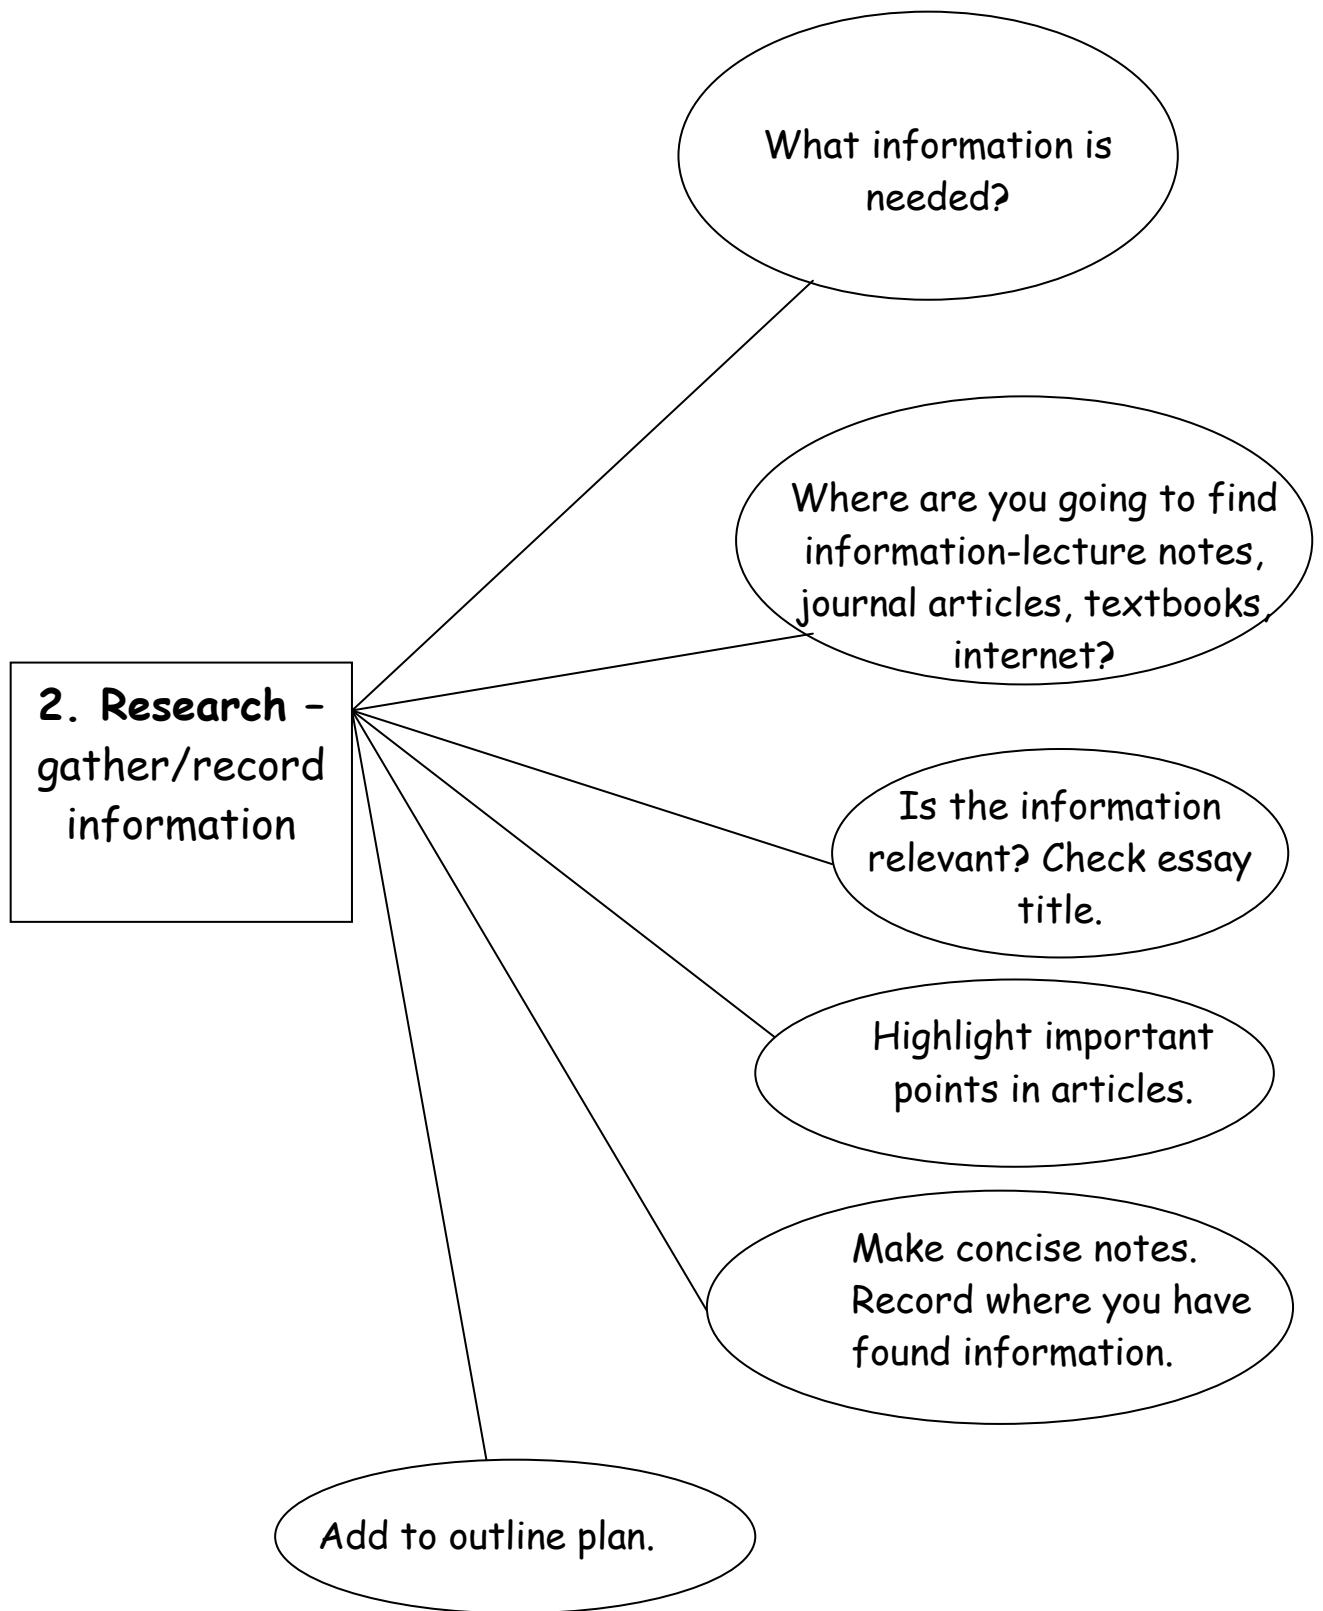 What information is
needed?
Where are you going to find
information-lecture notes,
journal articles, textbooks,
internet?
2. Research –
gather/record
information
Is the information
relevant? Check essay
title.
Highlight important
points in articles.
Make concise notes.
Record where you have
found information.
Add to outline plan.